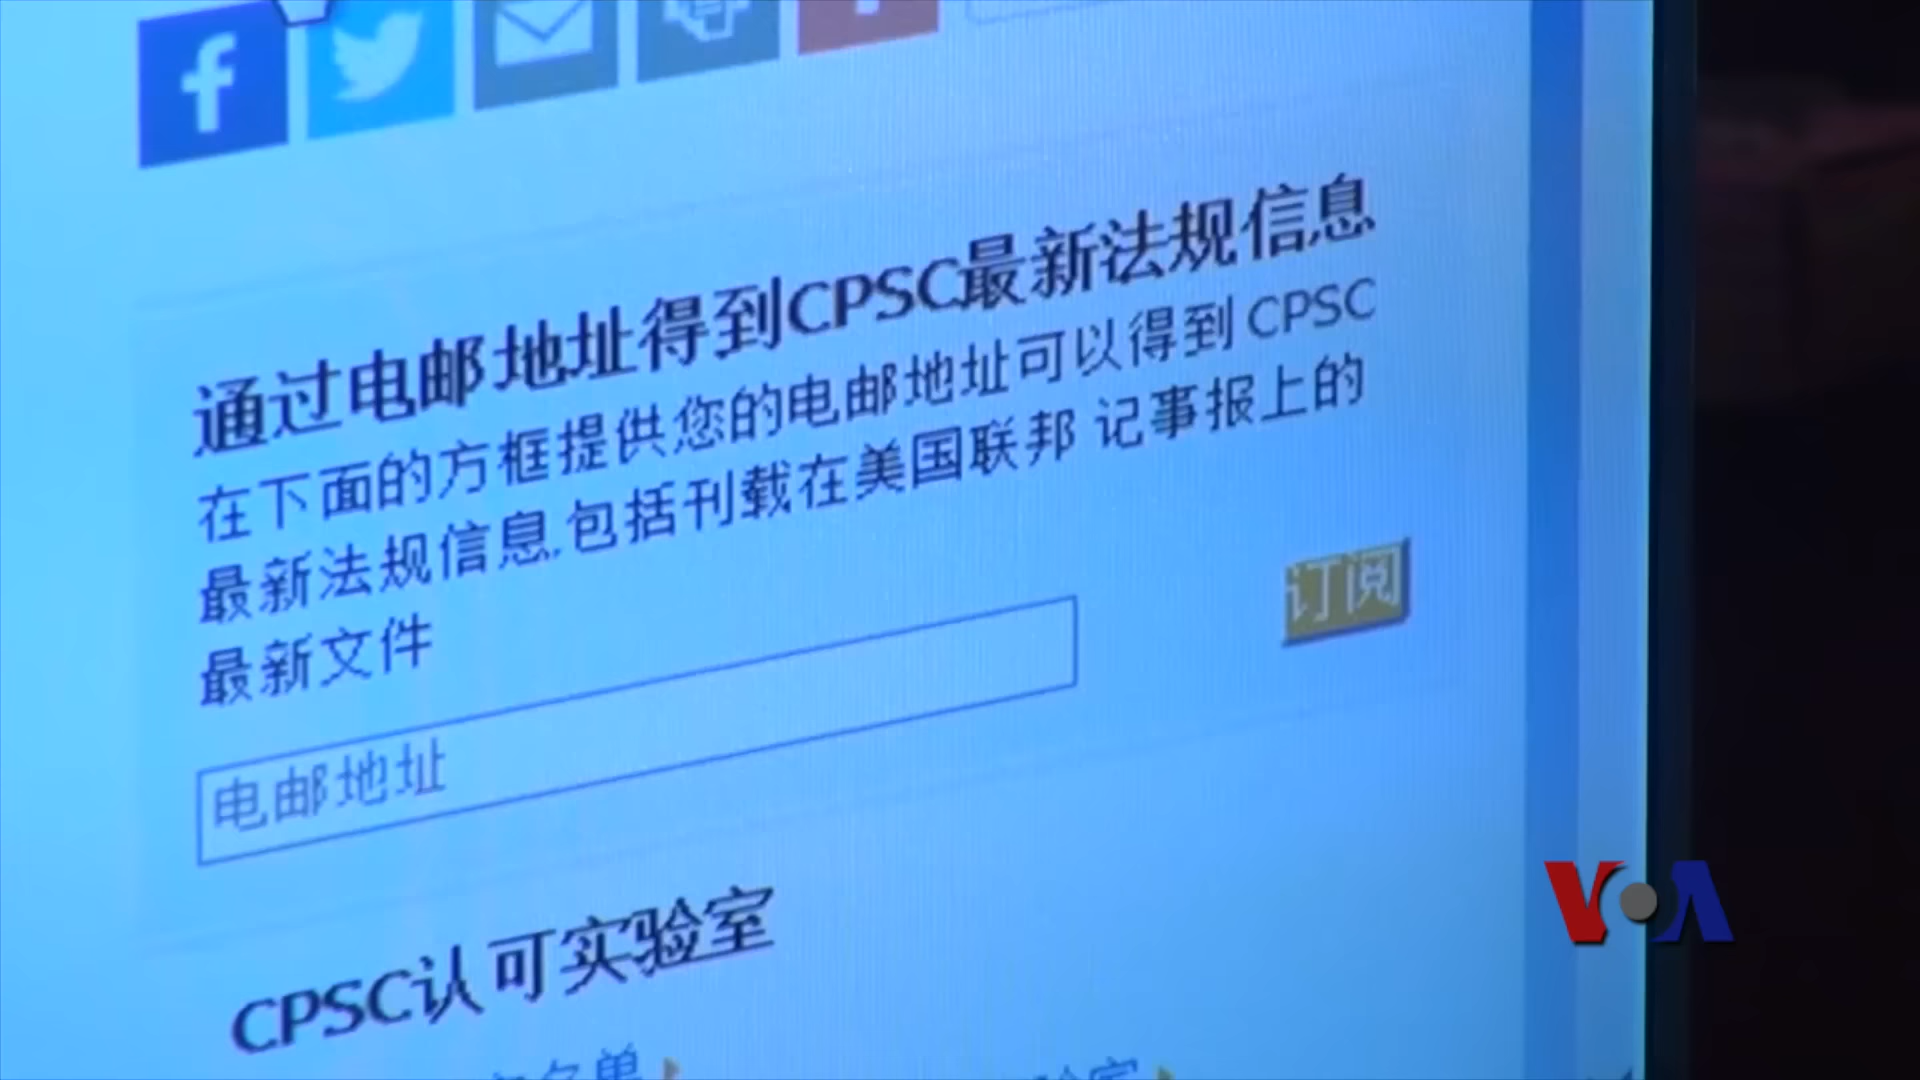 通过电邮地址得到CPSC最新法规信息
在下面的方框提供您的电邮地址可以得到 CPSC
最新法规信息,包括刊载在美国联邦 记事报上的
最新文件
订阅
电邮地址
CPSC认可实验室
名单
VOA